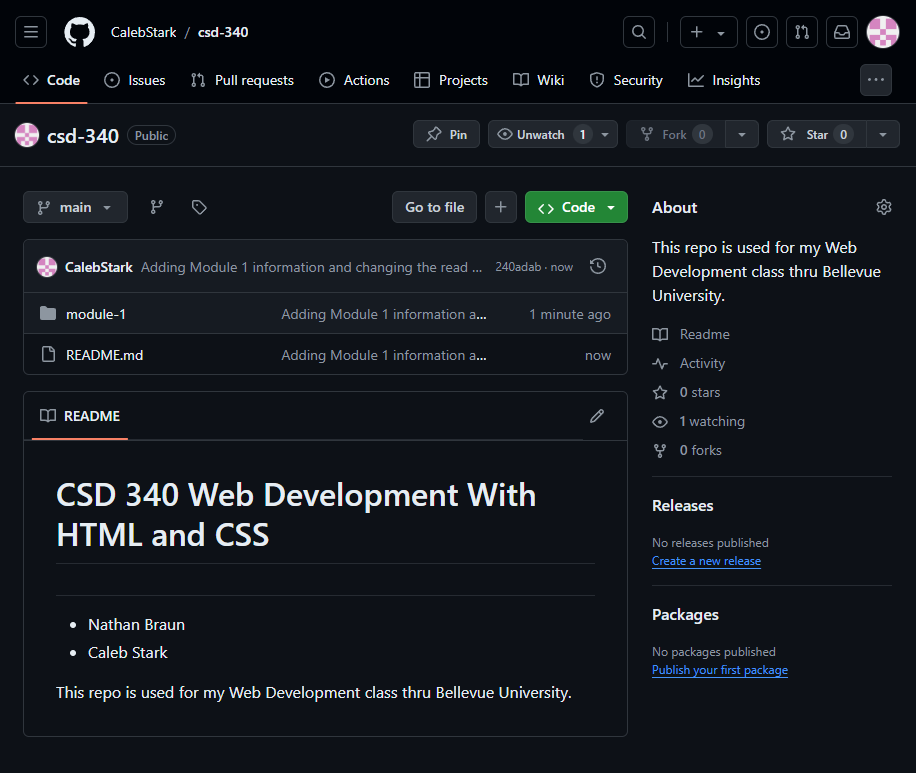 CalebStark / csd-340
Code Issues Pull requests Actions Projects Wiki Security Insights
csd-340 Public Pin Unwatch 1 Fork 0 Star 0
main Go to file Code
CalebStark Adding Module 1 information and changing the read ... 240adab · now
module-1 Adding Module 1 information a... 1 minute ago
README.md Adding Module 1 information a... now
README
CSD 340 Web Development With
HTML and CSS
Nathan Braun
Caleb Stark
This repo is used for my Web Development class thru Bellevue University.
About
This repo is used for my Web
Development class thru Bellevue
University.
Readme
Activity
0 stars
1 watching
0 forks
Releases
No releases published
Create a new release
Packages
No packages published
Publish your first package